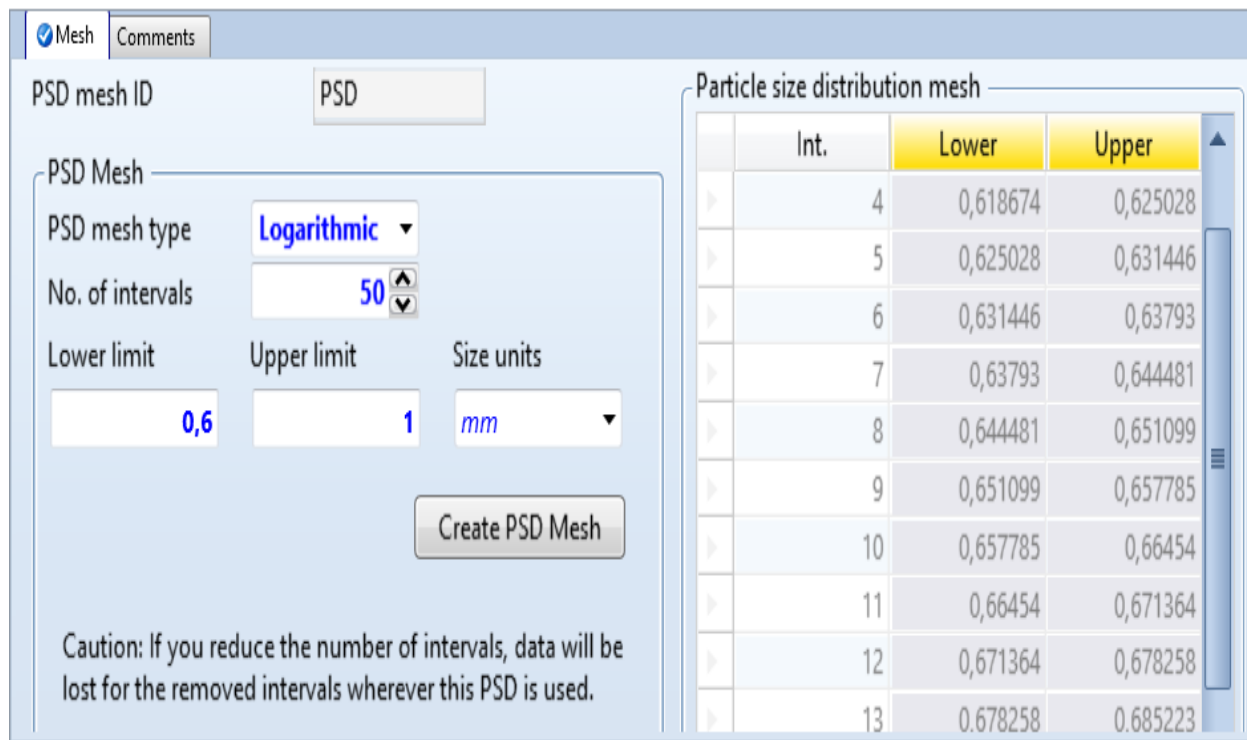 Mesh Comments
PSD mesh ID PSD
PSD Mesh
PSD mesh type Logarithmic
No. of intervals 50
Lower limit Upper limit Size units
0,6 1 mm
Create PSD Mesh
Caution: If you reduce the number of intervals, data will be
lost for the removed intervals wherever this PSD is used.
Particle size distribution mesh
Int. Lower Upper
4 0,618674 0,625028
5 0,625028 0,631446
6 0,631446 0,63793
7 0,63793 0,644481
8 0,644481 0,651099
9 0,651099 0,657785
10 0,657785 0,66454
11 0,66454 0,671364
12 0,671364 0,678258
13 0,678258 0,685223